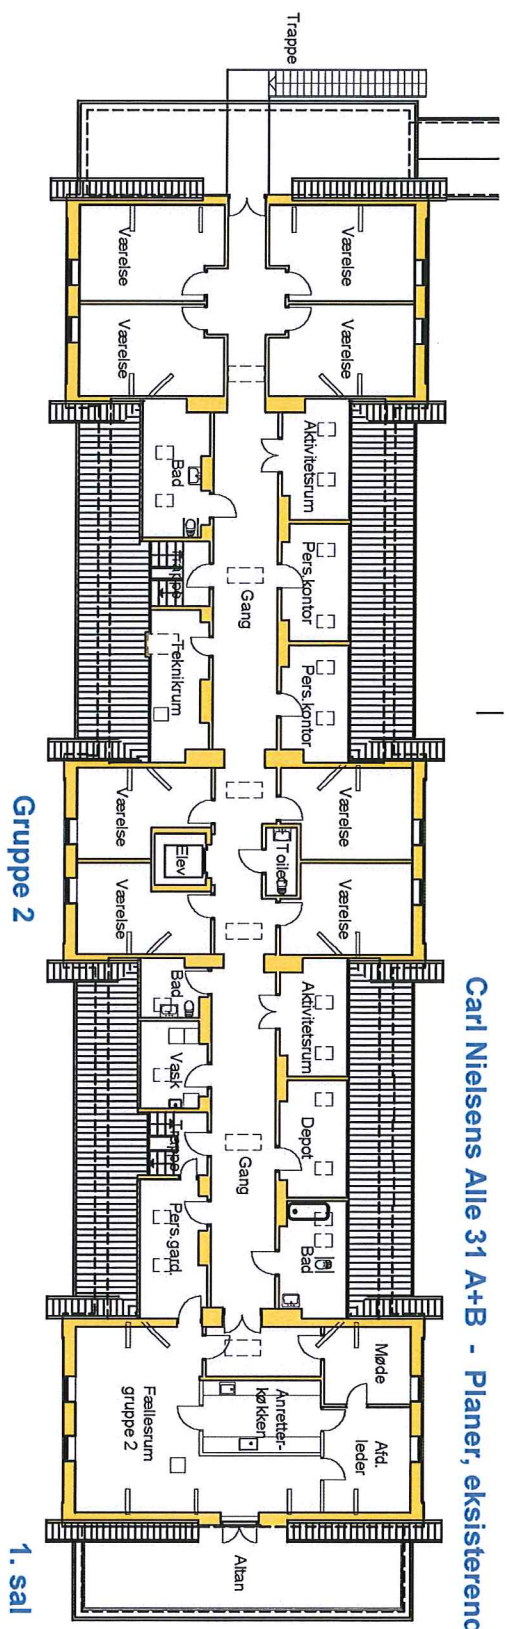 Carl Nielsens Alle 31 A+B - Planer, eksisterend
Gruppe 2
1. sal
Trappe
Værelse
Værelse
Værelse
Værelse
Aktivitetsrum
Pers.kontor
Pers.kontor
Bad
Trappe
Gang
Teknikrum
Værelse
Værelse
Toilet
Elev
Værelse
Værelse
Aktivitetsrum
Depot
Bad
Bad
Vask
Trappe
Gang
Pers.gard.
Møde
Afd.
leder
Anretter-
køkken
Fællesrum
gruppe 2
Altan